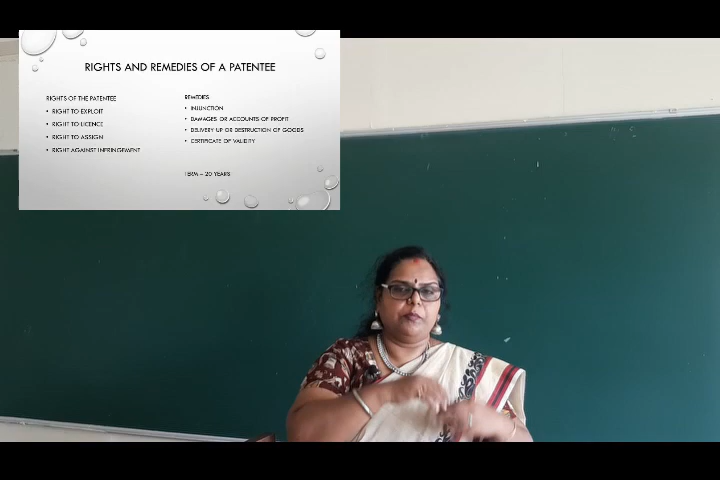 RIGHTS AND REMEDIES OF A PATENTEE
RIGHTS OF THE PATENTEE
• RIGHT TO EXPLOIT
• RIGHT TO LICENCE
• RIGHT TO ASSIGN
• RIGHT AGAINST INFRINGEMENT
REMEDIES
• INJUNCTION
• DAMAGES OR ACCOUNTS OF PROFIT
• DELIVERY UP OR DESTRUCTION OF GOODS
• CERTIFICATE OF VALIDITY
TERM – 20 YEARS